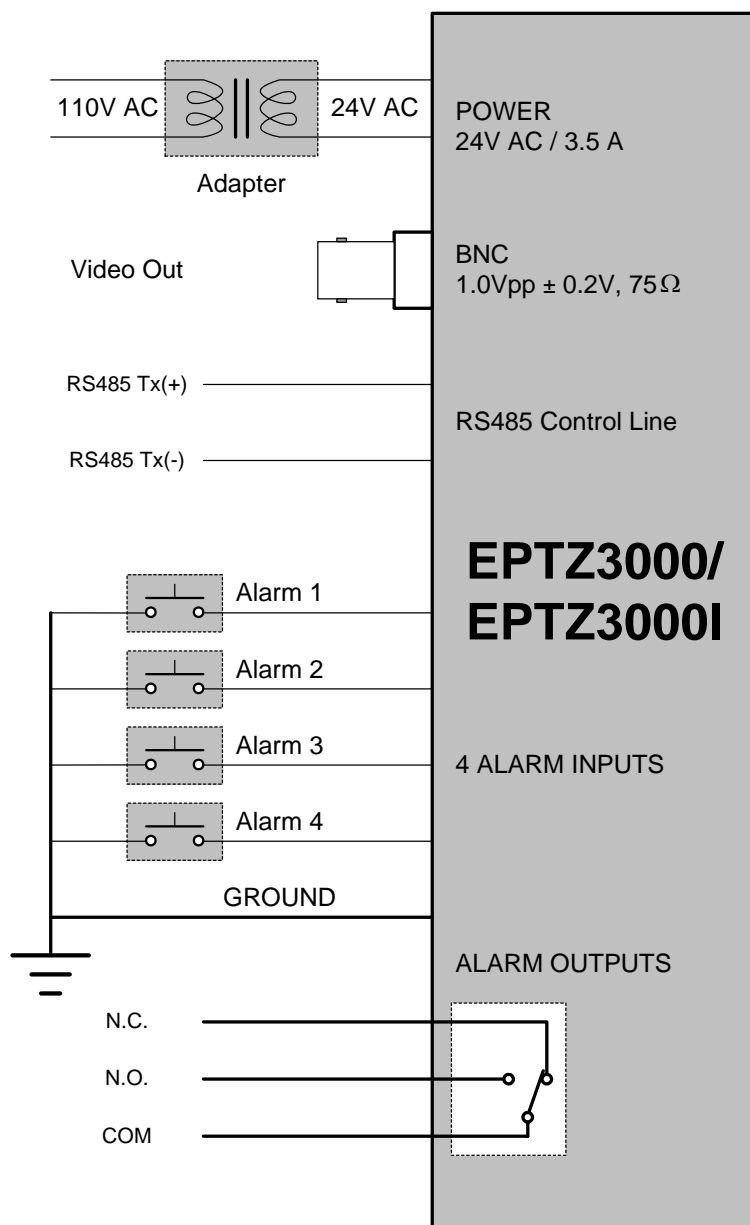 110V AC
24V AC
POWER
24V AC / 3.5 A
Adapter
Video Out
BNC
1.0Vpp ± 0.2V, 75Ω
RS485 Tx(+)
RS485 Control Line
RS485 Tx(-)
EPTZ3000/
EPTZ3000I
Alarm 1
Alarm 2
Alarm 3
4 ALARM INPUTS
Alarm 4
GROUND
ALARM OUTPUTS
N.C.
N.O.
COM